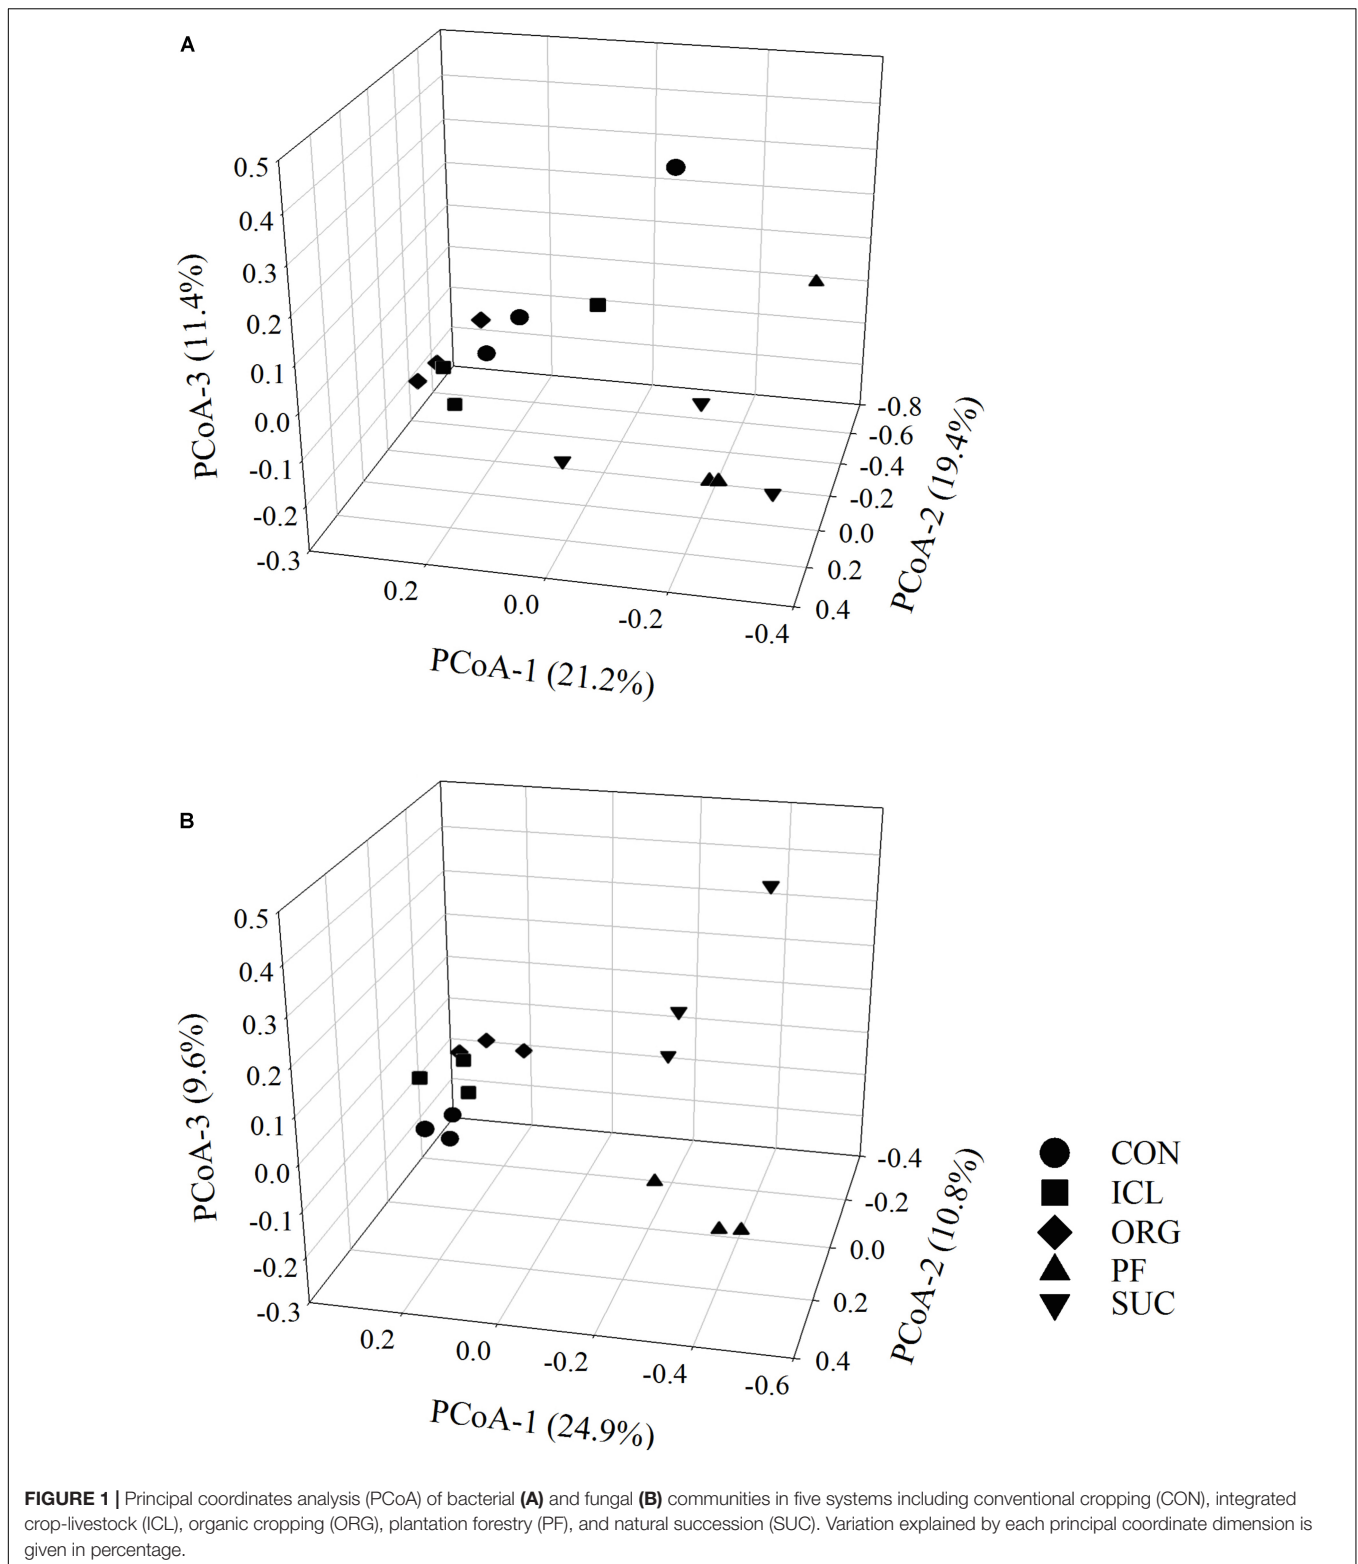 A
0.5
0.4
0.3
0.2
0.1
0.0
-0.1
-0.2
-0.3
PCoA-3 (11.4%)
0.2
0.0
-0.2
-0.4
PCoA-1 (21.2%)
-0.8
-0.6
-0.4
-0.2
0.0
0.2
0.4
PCoA-2 (19.4%)
B
0.5
0.4
0.3
0.2
0.1
0.0
-0.1
-0.2
-0.3
PCoA-3 (9.6%)
0.2
0.0
-0.2
-0.4
-0.6
PCoA-1 (24.9%)
-0.4
-0.2
0.0
0.2
0.4
PCoA-2 (10.8%)
CON
ICL
ORG
PF
SUC
FIGURE 1 | Principal coordinates analysis (PCoA) of bacterial (A) and fungal (B) communities in five systems including conventional cropping (CON), integrated
crop-livestock (ICL), organic cropping (ORG), plantation forestry (PF), and natural succession (SUC). Variation explained by each principal coordinate dimension is
given in percentage.